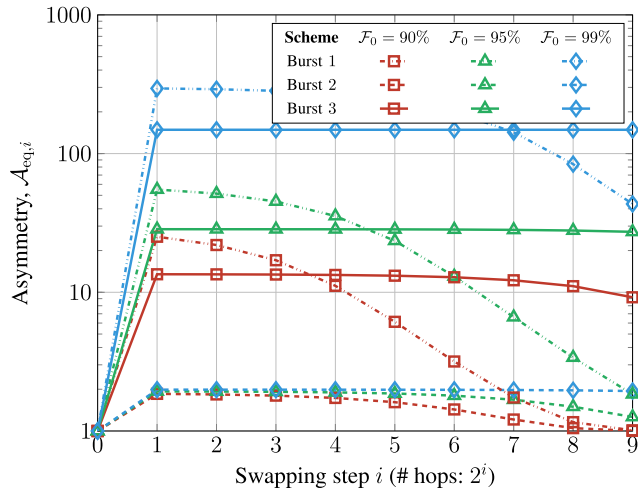 1000
100
10
1
Asymmetry, 𝒜eq,i
Scheme ℱ₀ = 90% ℱ₀ = 95% ℱ₀ = 99%
Burst 1
Burst 2
Burst 3
0 1 2 3 4 5 6 7 8 9
Swapping step i (# hops: 2ⁱ)